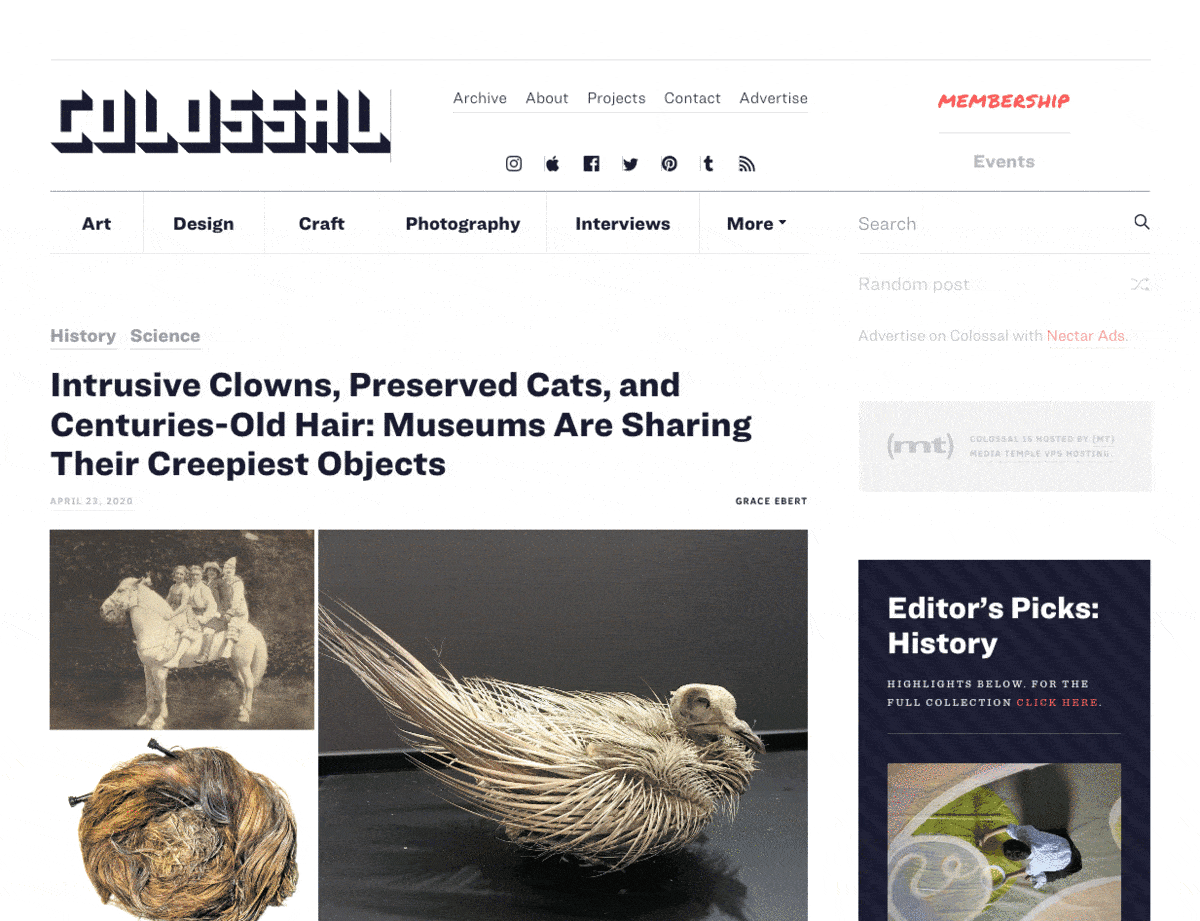 COLOSSAL
Archive About Projects Contact Advertise
MEMBERSHIP
Events
Art Design Craft Photography Interviews More
Search
Random post
Advertise on Colossal with Nectar Ads.
History Science
Intrusive Clowns, Preserved Cats, and
Centuries-Old Hair: Museums Are Sharing
Their Creepiest Objects
APRIL 23, 2020
GRACE EBERT
(mt) COLOSSAL IS HOSTED BY (MT)
MEDIA TEMPLE VPS HOSTING.
Editor’s Picks:
History
HIGHLIGHTS BELOW. FOR THE
FULL COLLECTION CLICK HERE.